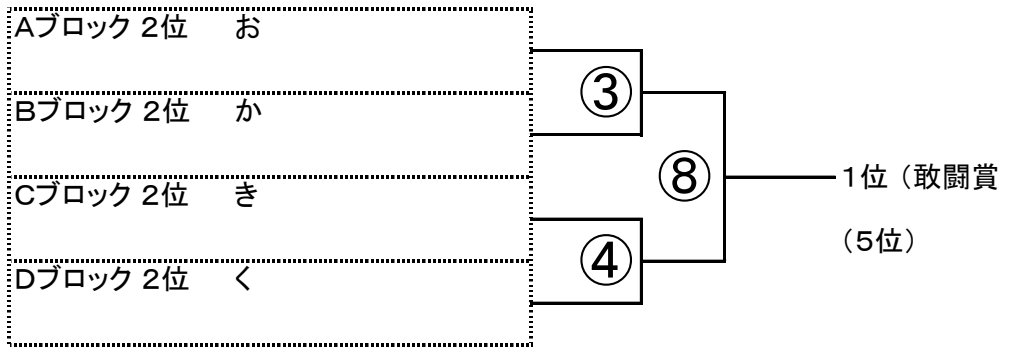 Aブロック 2位　お
③
Bブロック 2位　か
⑧
1位（敢闘賞
（5位）
Cブロック 2位　き
④
Dブロック 2位　く